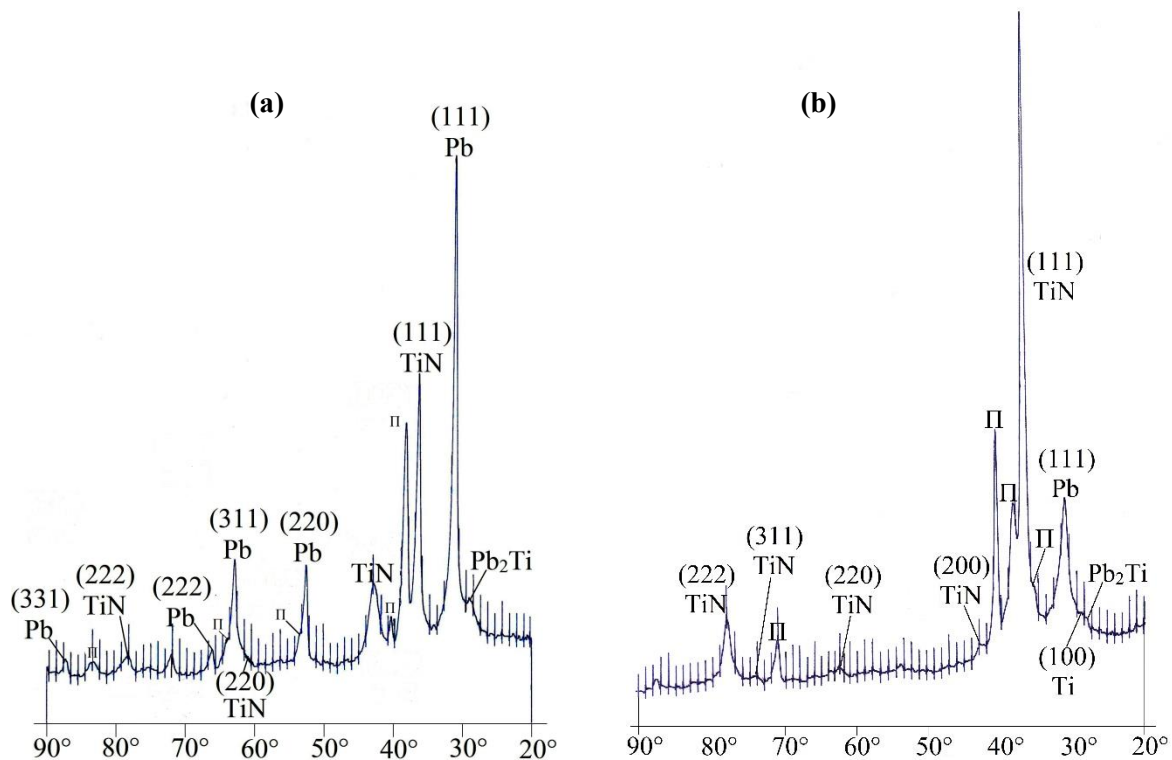 (a)
(111)
Pb
(111)
TiN
П
(311)
Pb
(220)
Pb
TiN
Pb₂Ti
(331)
Pb
(222)
TiN
(222)
Pb
П
П
П
П
(220)
TiN
90° 80° 70° 60° 50° 40° 30° 20°
(b)
(111)
TiN
П
П
(111)
Pb
П
(222)
TiN
(311)
TiN
П
(220)
TiN
(200)
TiN
Pb₂Ti
(100)
Ti
90° 80° 70° 60° 50° 40° 30° 20°